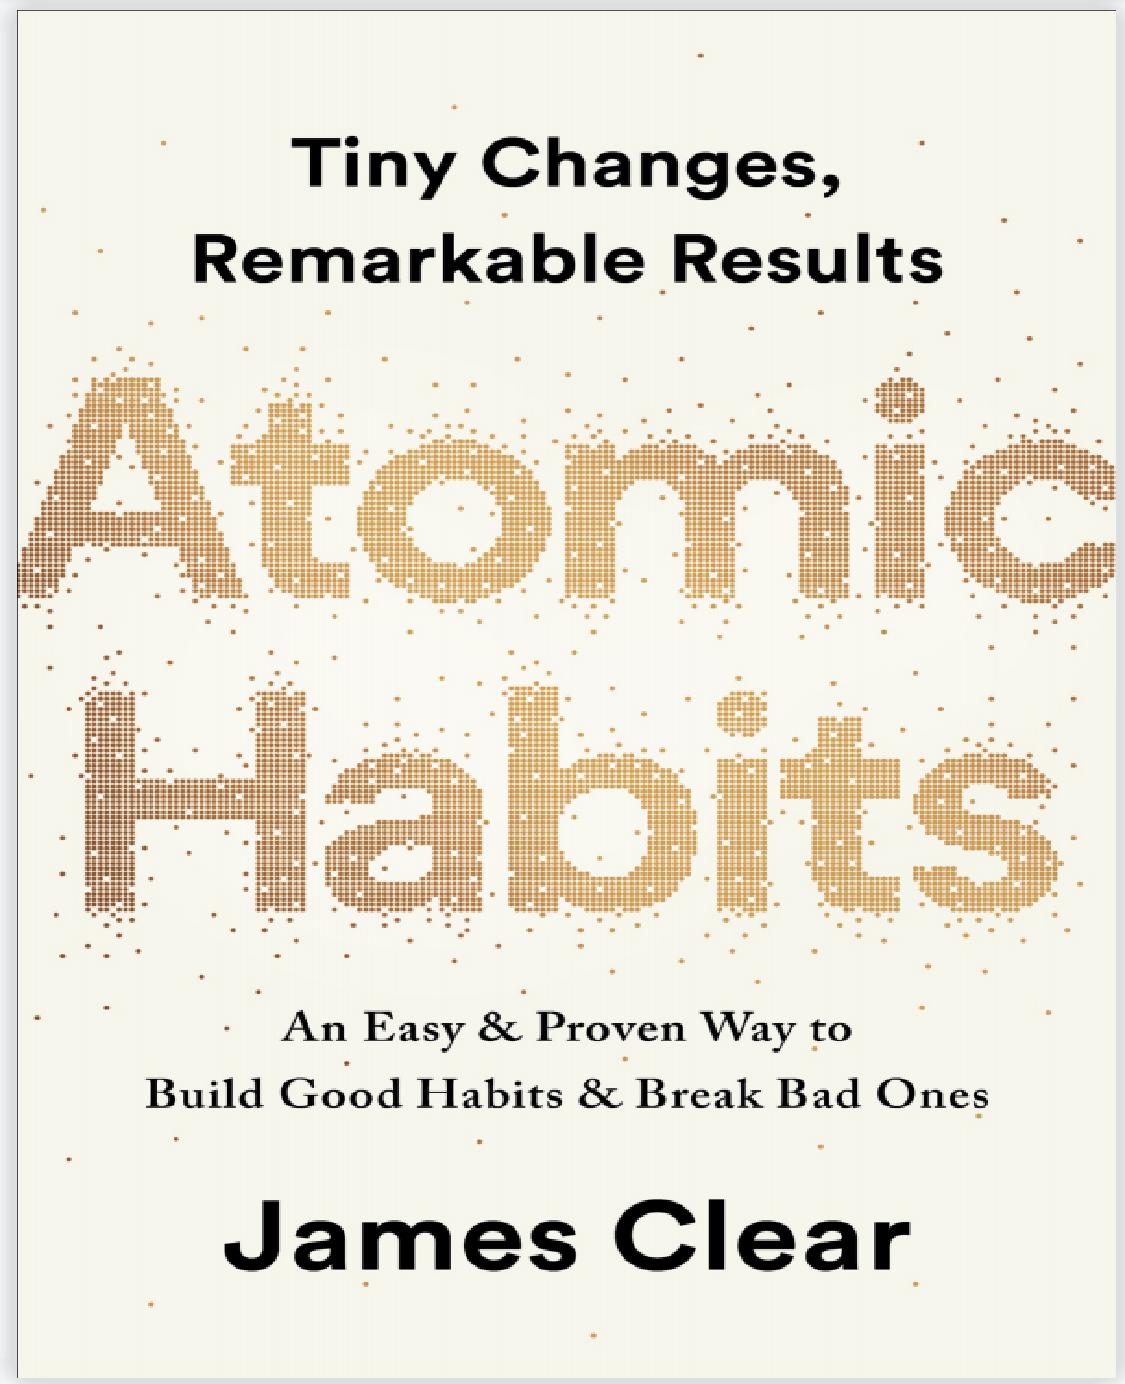 Tiny Changes,
Remarkable Results
Atomic
Habits
An Easy & Proven Way to
Build Good Habits & Break Bad Ones
James Clear